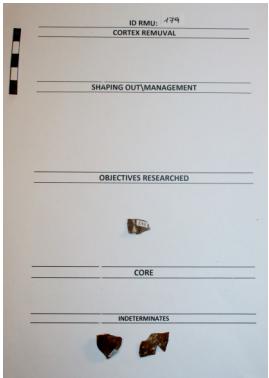 ID RMU: 179
CORTEX REMUVAL
SHAPING OUT\MANAGEMENT
OBJECTIVES RESEARCHED
CORE
INDETERMINATES